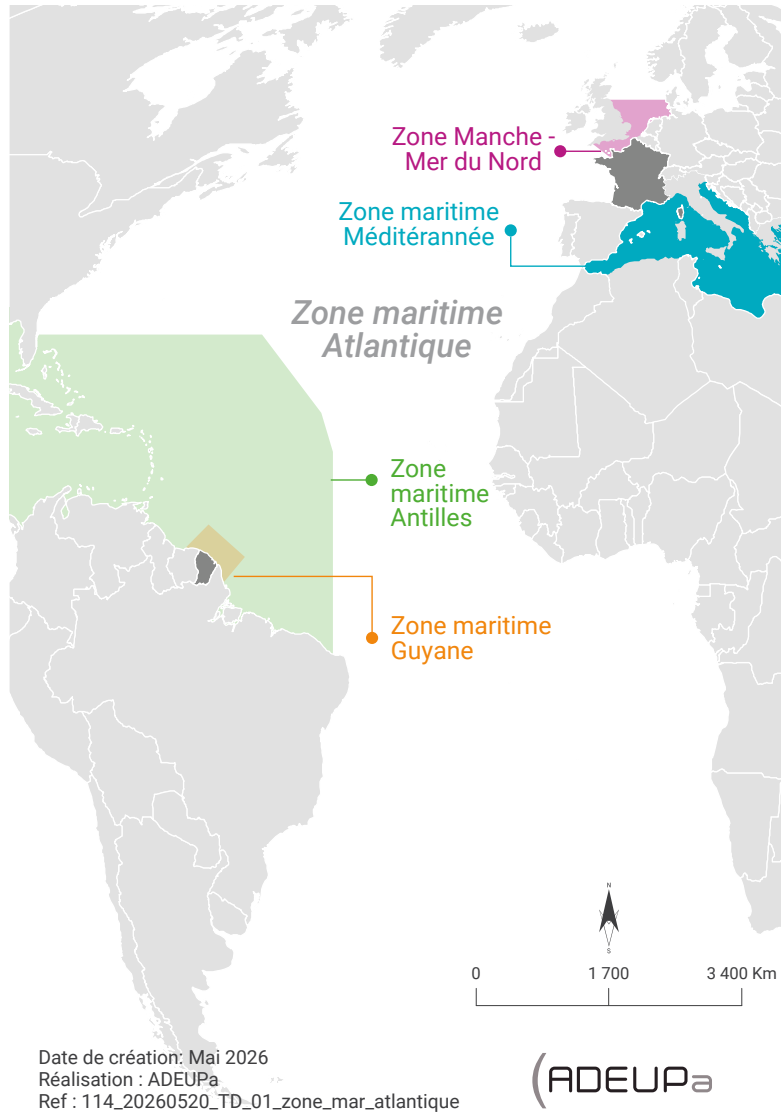 Zone Manche -
Mer du Nord
Zone maritime
Méditérannée
Zone maritime
Atlantique
Zone
maritime
Antilles
Zone maritime
Guyane
N
S
0 1 700 3 400 Km
Date de création: Mai 2026
Réalisation : ADEUPa
Ref : 114_20260520_TD_01_zone_mar_atlantique
(ADEUPa